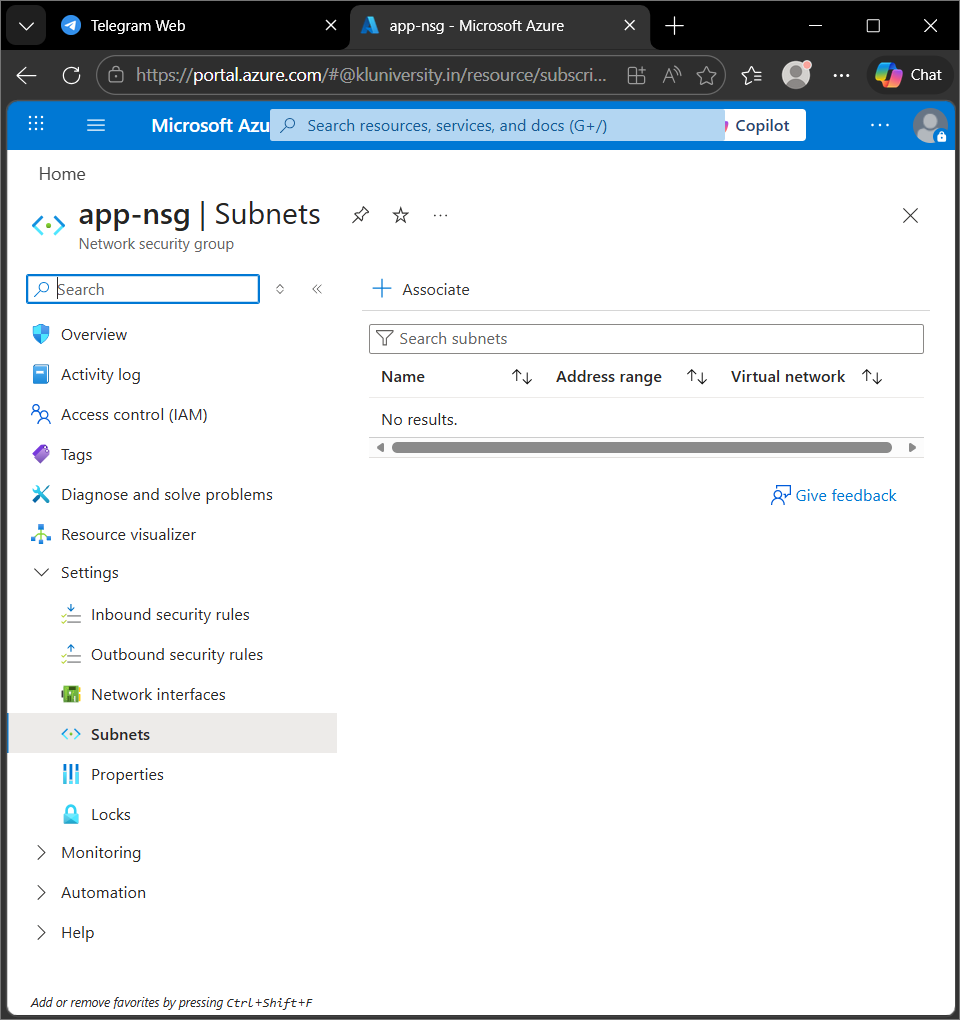 Telegram Web
app-nsg - Microsoft Azure
https://portal.azure.com/#@kluniversity.in/resource/subscri...
Chat
Microsoft Azu
Search resources, services, and docs (G+/)
Copilot
Home
app-nsg | Subnets
Network security group
Search
Associate
Overview
Activity log
Access control (IAM)
Tags
Diagnose and solve problems
Resource visualizer
Settings
Inbound security rules
Outbound security rules
Network interfaces
Subnets
Properties
Locks
Monitoring
Automation
Help
Search subnets
Name Address range Virtual network
No results.
Give feedback
Add or remove favorites by pressing Ctrl+Shift+F